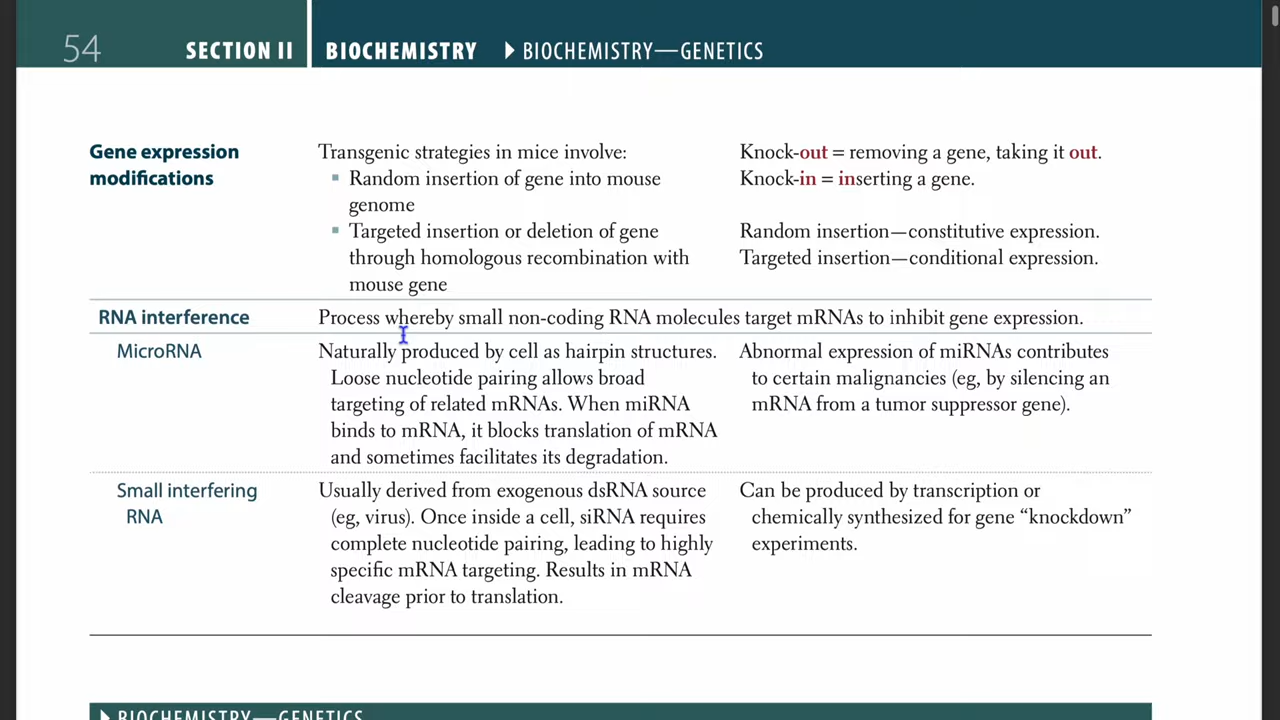 54 SECTION II BIOCHEMISTRY ▶ BIOCHEMISTRY—GENETICS
Gene expression
modifications
Transgenic strategies in mice involve:
▪ Random insertion of gene into mouse
genome
▪ Targeted insertion or deletion of gene
through homologous recombination with
mouse gene
Knock-out = removing a gene, taking it out.
Knock-in = inserting a gene.
Random insertion—constitutive expression.
Targeted insertion—conditional expression.
RNA interference
Process whereby small non-coding RNA molecules target mRNAs to inhibit gene expression.
MicroRNA
Naturally produced by cell as hairpin structures.
Loose nucleotide pairing allows broad
targeting of related mRNAs. When miRNA
binds to mRNA, it blocks translation of mRNA
and sometimes facilitates its degradation.
Abnormal expression of miRNAs contributes
to certain malignancies (eg, by silencing an
mRNA from a tumor suppressor gene).
Small interfering
RNA
Usually derived from exogenous dsRNA source
(eg, virus). Once inside a cell, siRNA requires
complete nucleotide pairing, leading to highly
specific mRNA targeting. Results in mRNA
cleavage prior to translation.
Can be produced by transcription or
chemically synthesized for gene “knockdown”
experiments.
▶ BIOCHEMISTRY—GENETICS